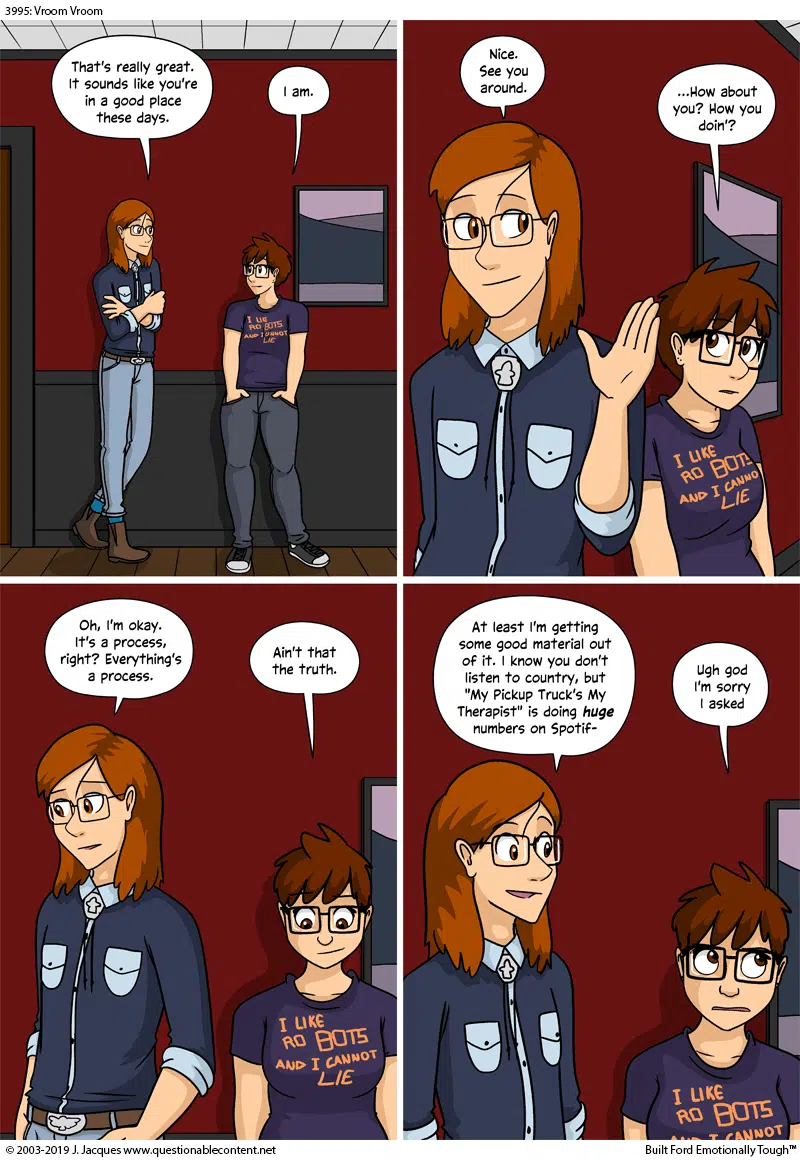 3995: Vroom Vroom
That's really great.
It sounds like you're
in a good place
these days.
I am.
I LIE
RO BOTS
AND I CANNOT
LIE
Nice.
See you
around.
...How about
you? How you
doin'?
I LIKE
RO BOTS
AND I CANNO
LIE
Oh, I'm okay.
It's a process,
right? Everything's
a process.
Ain't that
the truth.
I LIKE
RO BOTS
AND I CANNOT
LIE
At least I'm getting
some good material out
of it. I know you don't
listen to country, but
"My Pickup Truck's My
Therapist" is doing huge
numbers on Spotif-
Ugh god
I'm sorry
I asked
I LIKE
RO BOTS
AND I CANNOT
© 2003-2019 J. Jacques www.questionablecontent.net
Built Ford Emotionally Tough™